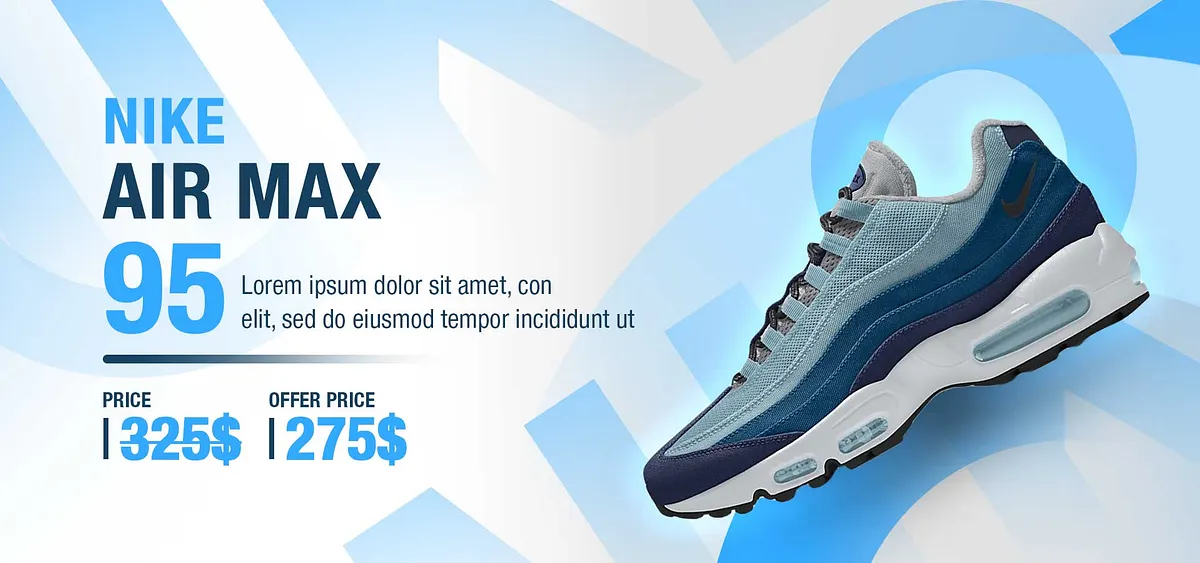 NIKE
AIR MAX
95
Lorem ipsum dolor sit amet, con
elit, sed do eiusmod tempor incididunt ut
PRICE
325$
OFFER PRICE
275$